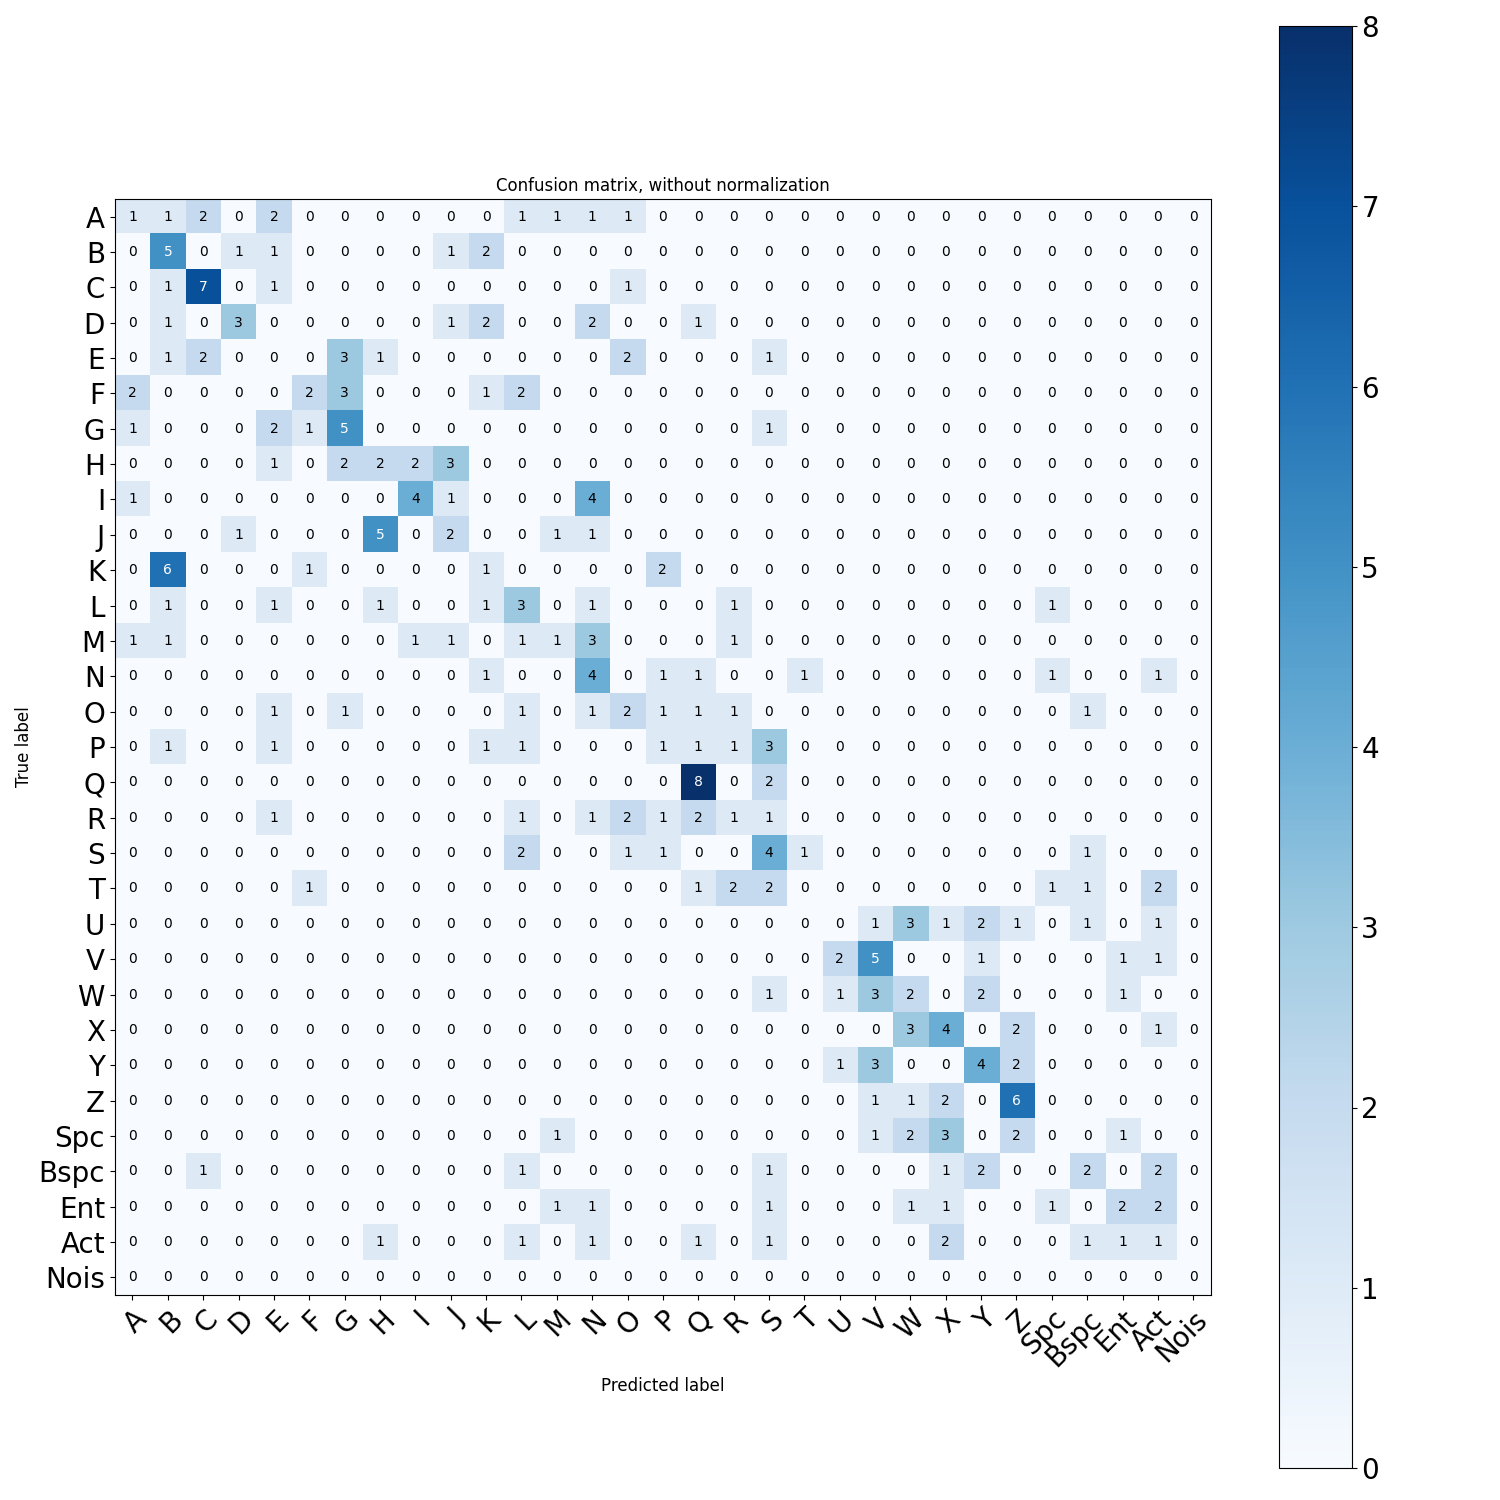 Confusion matrix, without normalization
A 1 1 2 0 2 0 0 0 0 0 0 1 1 1 1 0 0 0 0 0 0 0 0 0 0 0 0 0 0 0 0
B 0 5 0 1 1 0 0 0 0 1 2 0 0 0 0 0 0 0 0 0 0 0 0 0 0 0 0 0 0 0 0
C 0 1 7 0 1 0 0 0 0 0 0 0 0 0 1 0 0 0 0 0 0 0 0 0 0 0 0 0 0 0 0
D 0 1 0 3 0 0 0 0 0 1 2 0 0 2 0 0 1 0 0 0 0 0 0 0 0 0 0 0 0 0 0
E 0 1 2 0 0 0 3 1 0 0 0 0 0 0 2 0 0 0 1 0 0 0 0 0 0 0 0 0 0 0 0
F 2 0 0 0 0 2 3 0 0 0 1 2 0 0 0 0 0 0 0 0 0 0 0 0 0 0 0 0 0 0 0
G 1 0 0 0 2 1 5 0 0 0 0 0 0 0 0 0 0 0 1 0 0 0 0 0 0 0 0 0 0 0 0
H 0 0 0 0 1 0 2 2 2 3 0 0 0 0 0 0 0 0 0 0 0 0 0 0 0 0 0 0 0 0 0
I 1 0 0 0 0 0 0 0 4 1 0 0 0 4 0 0 0 0 0 0 0 0 0 0 0 0 0 0 0 0 0
J 0 0 0 1 0 0 0 5 0 2 0 0 1 1 0 0 0 0 0 0 0 0 0 0 0 0 0 0 0 0 0
K 0 6 0 0 0 1 0 0 0 0 1 0 0 0 0 2 0 0 0 0 0 0 0 0 0 0 0 0 0 0 0
L 0 1 0 0 1 0 0 1 0 0 1 3 0 1 0 0 0 1 0 0 0 0 0 0 0 0 1 0 0 0 0
M 1 1 0 0 0 0 0 0 1 1 0 1 1 3 0 0 0 1 0 0 0 0 0 0 0 0 0 0 0 0 0
N 0 0 0 0 0 0 0 0 0 0 1 0 0 4 0 1 1 0 0 1 0 0 0 0 0 0 1 0 0 1 0
O 0 0 0 0 1 0 1 0 0 0 0 1 0 1 2 1 1 1 0 0 0 0 0 0 0 0 0 1 0 0 0
P 0 1 0 0 1 0 0 0 0 0 1 1 0 0 0 1 1 1 3 0 0 0 0 0 0 0 0 0 0 0 0
Q 0 0 0 0 0 0 0 0 0 0 0 0 0 0 0 0 8 0 2 0 0 0 0 0 0 0 0 0 0 0 0
R 0 0 0 0 1 0 0 0 0 0 0 1 0 1 2 1 2 1 1 0 0 0 0 0 0 0 0 0 0 0 0
S 0 0 0 0 0 0 0 0 0 0 0 2 0 0 1 1 0 0 4 1 0 0 0 0 0 0 0 1 0 0 0
T 0 0 0 0 0 1 0 0 0 0 0 0 0 0 0 0 1 2 2 0 0 0 0 0 0 0 1 1 0 2 0
U 0 0 0 0 0 0 0 0 0 0 0 0 0 0 0 0 0 0 0 0 0 1 3 1 2 1 0 1 0 1 0
V 0 0 0 0 0 0 0 0 0 0 0 0 0 0 0 0 0 0 0 0 2 5 0 0 1 0 0 0 1 1 0
W 0 0 0 0 0 0 0 0 0 0 0 0 0 0 0 0 0 0 1 0 1 3 2 0 2 0 0 0 1 0 0
X 0 0 0 0 0 0 0 0 0 0 0 0 0 0 0 0 0 0 0 0 0 0 3 4 0 2 0 0 0 1 0
Y 0 0 0 0 0 0 0 0 0 0 0 0 0 0 0 0 0 0 0 0 1 3 0 0 4 2 0 0 0 0 0
Z 0 0 0 0 0 0 0 0 0 0 0 0 0 0 0 0 0 0 0 0 0 1 1 2 0 6 0 0 0 0 0
Spc 0 0 0 0 0 0 0 0 0 0 0 0 1 0 0 0 0 0 0 0 0 1 2 3 0 2 0 0 1 0 0
Bspc 0 0 1 0 0 0 0 0 0 0 0 1 0 0 0 0 0 0 1 0 0 0 0 1 2 0 0 2 0 2 0
Ent 0 0 0 0 0 0 0 0 0 0 0 0 1 1 0 0 0 0 1 0 0 0 1 1 0 0 1 0 2 2 0
Act 0 0 0 0 0 0 0 1 0 0 0 1 0 1 0 0 1 0 1 0 0 0 0 2 0 0 0 1 1 1 0
Nois 0 0 0 0 0 0 0 0 0 0 0 0 0 0 0 0 0 0 0 0 0 0 0 0 0 0 0 0 0 0 0
A B C D E F G H I J K L M N O P Q R S T U V W X Y Z Spc Bspc Ent Act Nois
Predicted label
True label
8
7
6
5
4
3
2
1
0